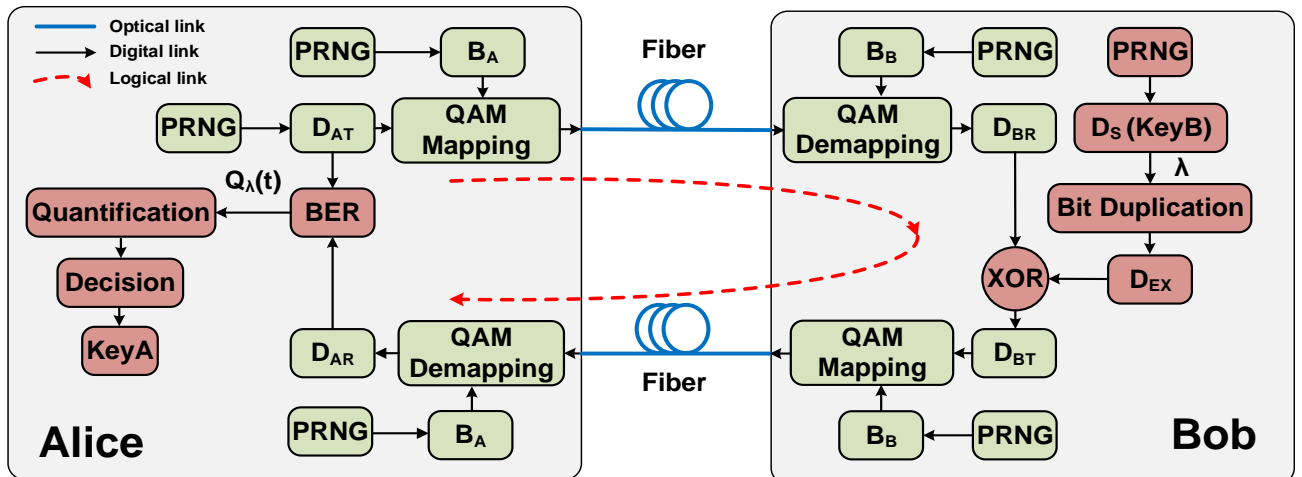 Optical link
Digital link
Logical link
PRNG
B_A
PRNG
D_AT
QAM
Mapping
Q_λ(t)
Quantification
BER
Decision
KeyA
D_AR
QAM
Demapping
PRNG
B_A
Alice
Fiber
Fiber
B_B
PRNG
PRNG
QAM
Demapping
D_BR
D_S (KeyB)
λ
Bit Duplication
XOR
D_EX
QAM
Mapping
D_BT
B_B
PRNG
Bob